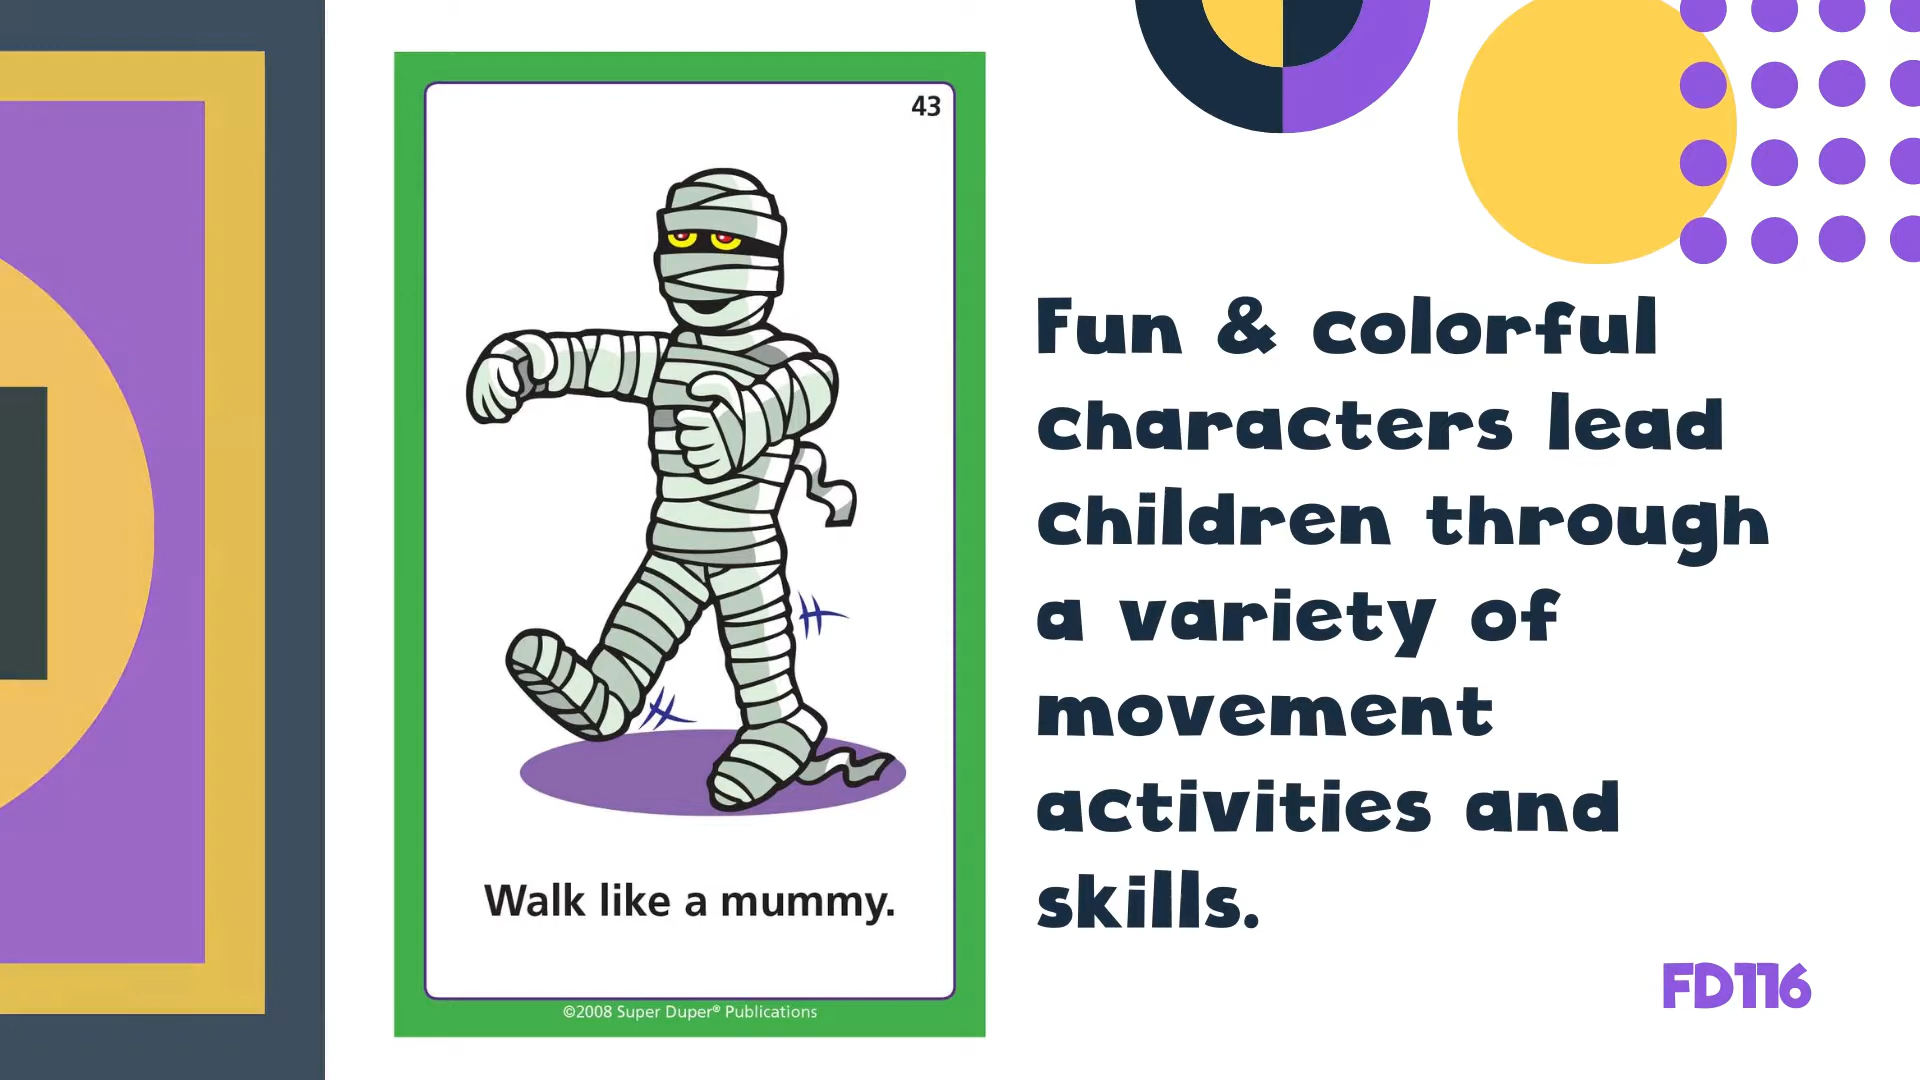 43
Walk like a mummy.
©2008 Super Duper® Publications
Fun & colorful
characters lead
children through
a variety of
movement
activities and
skills.
FD116